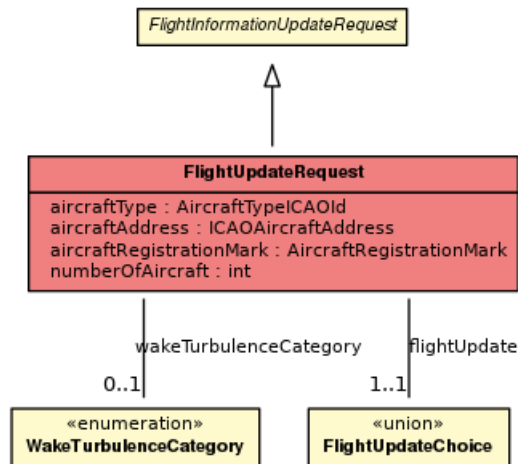 FlightInformationUpdateRequest
FlightUpdateRequest
aircraftType : AircraftTypeICAOId
aircraftAddress : ICAOAircraftAddress
aircraftRegistrationMark : AircraftRegistrationMark
numberOfAircraft : int
wakeTurbulenceCategory
flightUpdate
0..1
1..1
«enumeration»
WakeTurbulenceCategory
«union»
FlightUpdateChoice